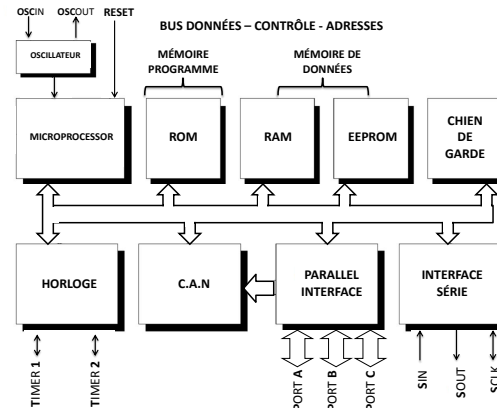 OSCIN OSCOUT RESET
BUS DONNÉES – CONTRÔLE - ADRESSES
OSCILLATEUR
MÉMOIRE
PROGRAMME
MÉMOIRE DE
DONNÉES
MICROPROCESSOR
ROM
RAM
EEPROM
CHIEN
DE
GARDE
HORLOGE
C.A.N
PARALLEL
INTERFACE
INTERFACE
SÉRIE
TIMER 1
TIMER 2
PORT A
PORT B
PORT C
SIN
SOUT
SCLK